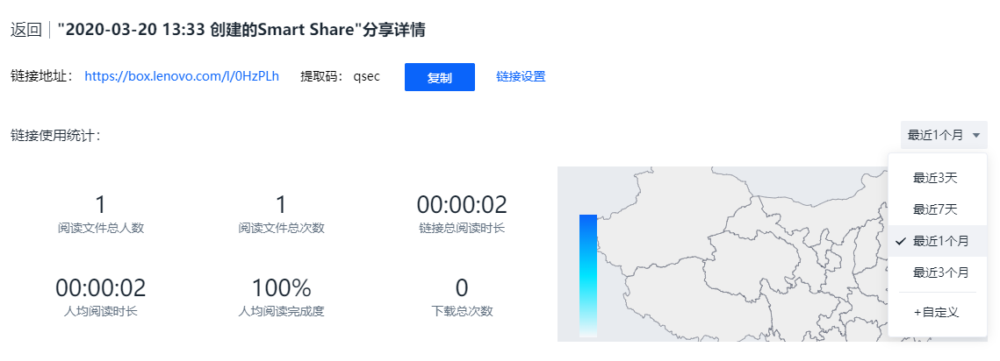 返回 "2020-03-20 13:33 创建的Smart Share"分享详情
链接地址： https://box.lenovo.com/l/0HzPLh 提取码： qsec 复制 链接设置
链接使用统计： 最近1个月
最近3天
最近7天
最近1个月
最近3个月
+自定义
1 1 00:00:02
阅读文件总人数 阅读文件总次数 链接总阅读时长
00:00:02 100% 0
人均阅读时长 人均阅读完成度 下载总次数